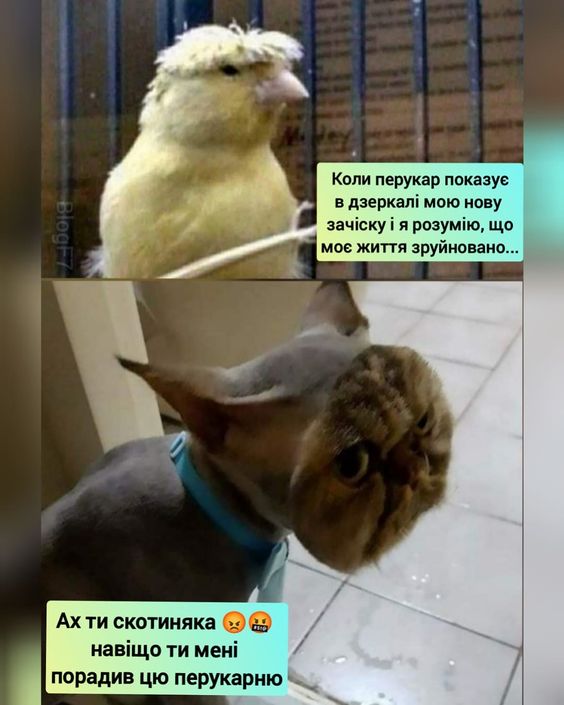 Коли перукар показує
в дзеркалі мою нову
зачіску і я розумію, що
моє життя зруйновано...
BlogF7
Ах ти скотиняка 😡🤬
навіщо ти мені
порадив цю перукарню